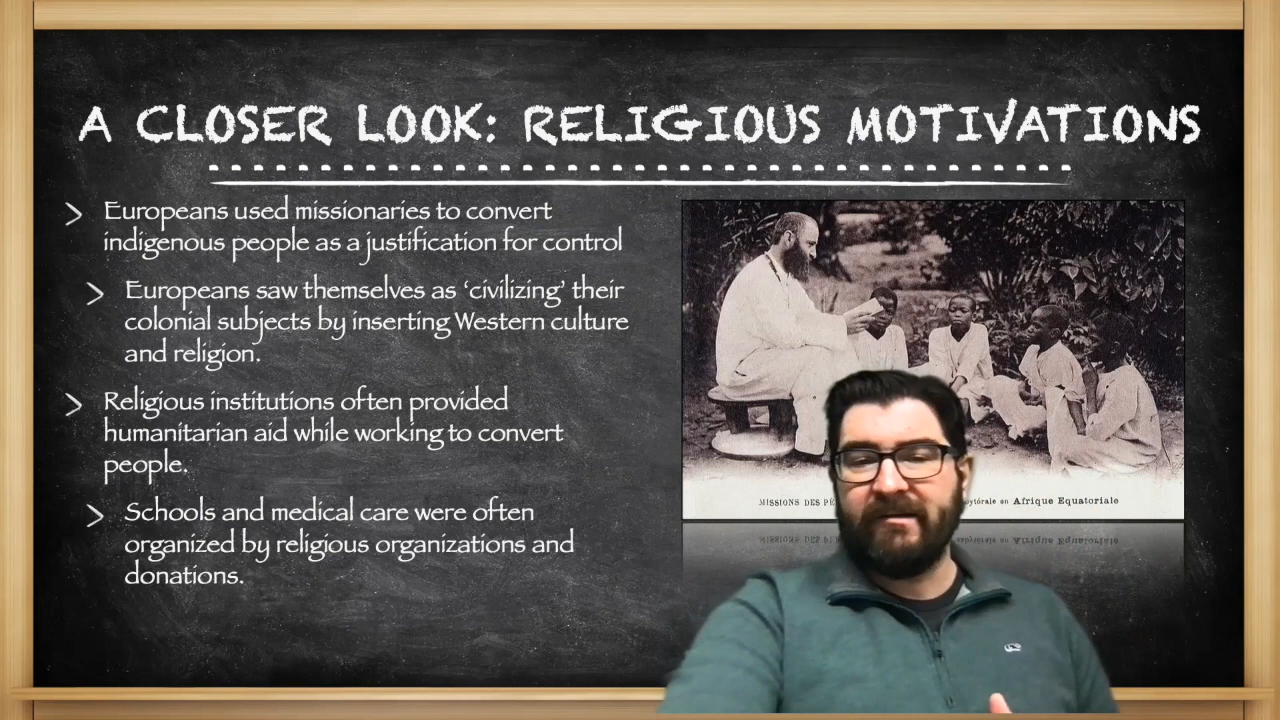 A CLOSER LOOK: RELIGIOUS MOTIVATIONS
Europeans used missionaries to convert
indigenous people as a justification for control
Europeans saw themselves as ‘civilizing’ their
colonial subjects by inserting Western culture
and religion.
Religious institutions often provided
humanitarian aid while working to convert
people.
Schools and medical care were often
organized by religious organizations and
donations.
MISSIONS DES en Afrique Equatoriale